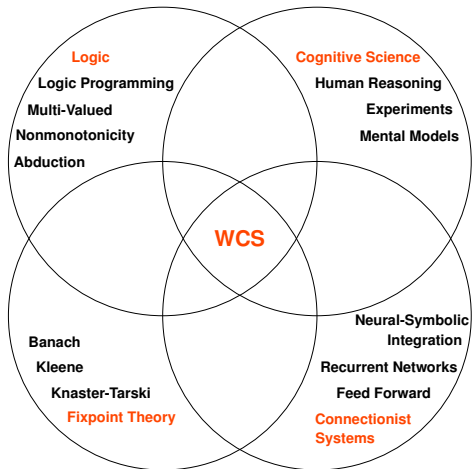 Logic
Logic Programming
Multi-Valued
Nonmonotonicity
Abduction
Cognitive Science
Human Reasoning
Experiments
Mental Models
WCS
Banach
Kleene
Knaster-Tarski
Fixpoint Theory
Neural-Symbolic
Integration
Recurrent Networks
Feed Forward
Connectionist
Systems